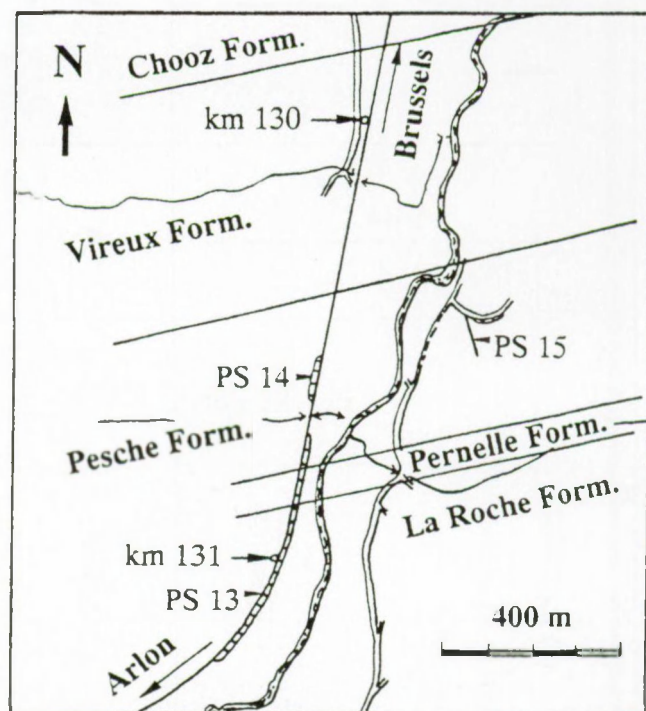 N
Chooz Form.
Brussels
km 130
Vireux Form.
PS 15
PS 14
Pesche Form.
Pernelle Form.
La Roche Form.
km 131
PS 13
400 m
Arlon